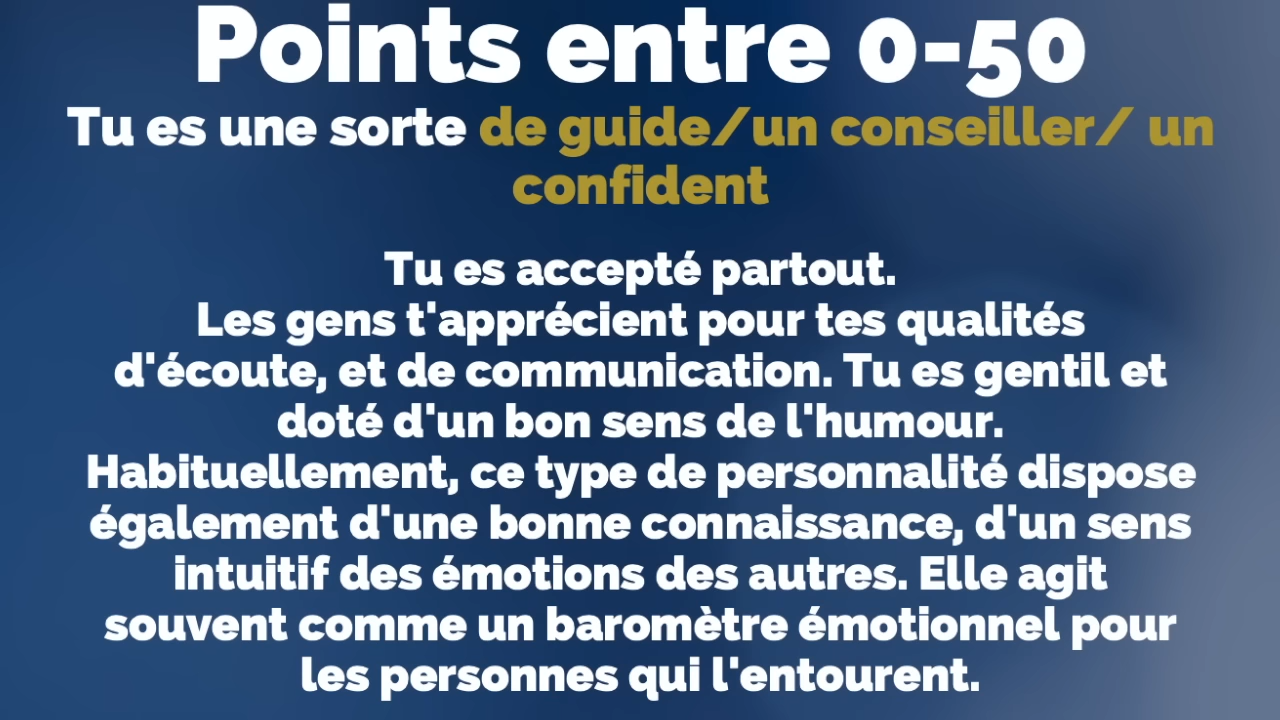 Points entre 0-50
Tu es une sorte de guide/un conseiller/ un
confident
Tu es accepté partout.
Les gens t'apprécient pour tes qualités
d'écoute, et de communication. Tu es gentil et
doté d'un bon sens de l'humour.
Habituellement, ce type de personnalité dispose
également d'une bonne connaissance, d'un sens
intuitif des émotions des autres. Elle agit
souvent comme un baromètre émotionnel pour
les personnes qui l'entourent.